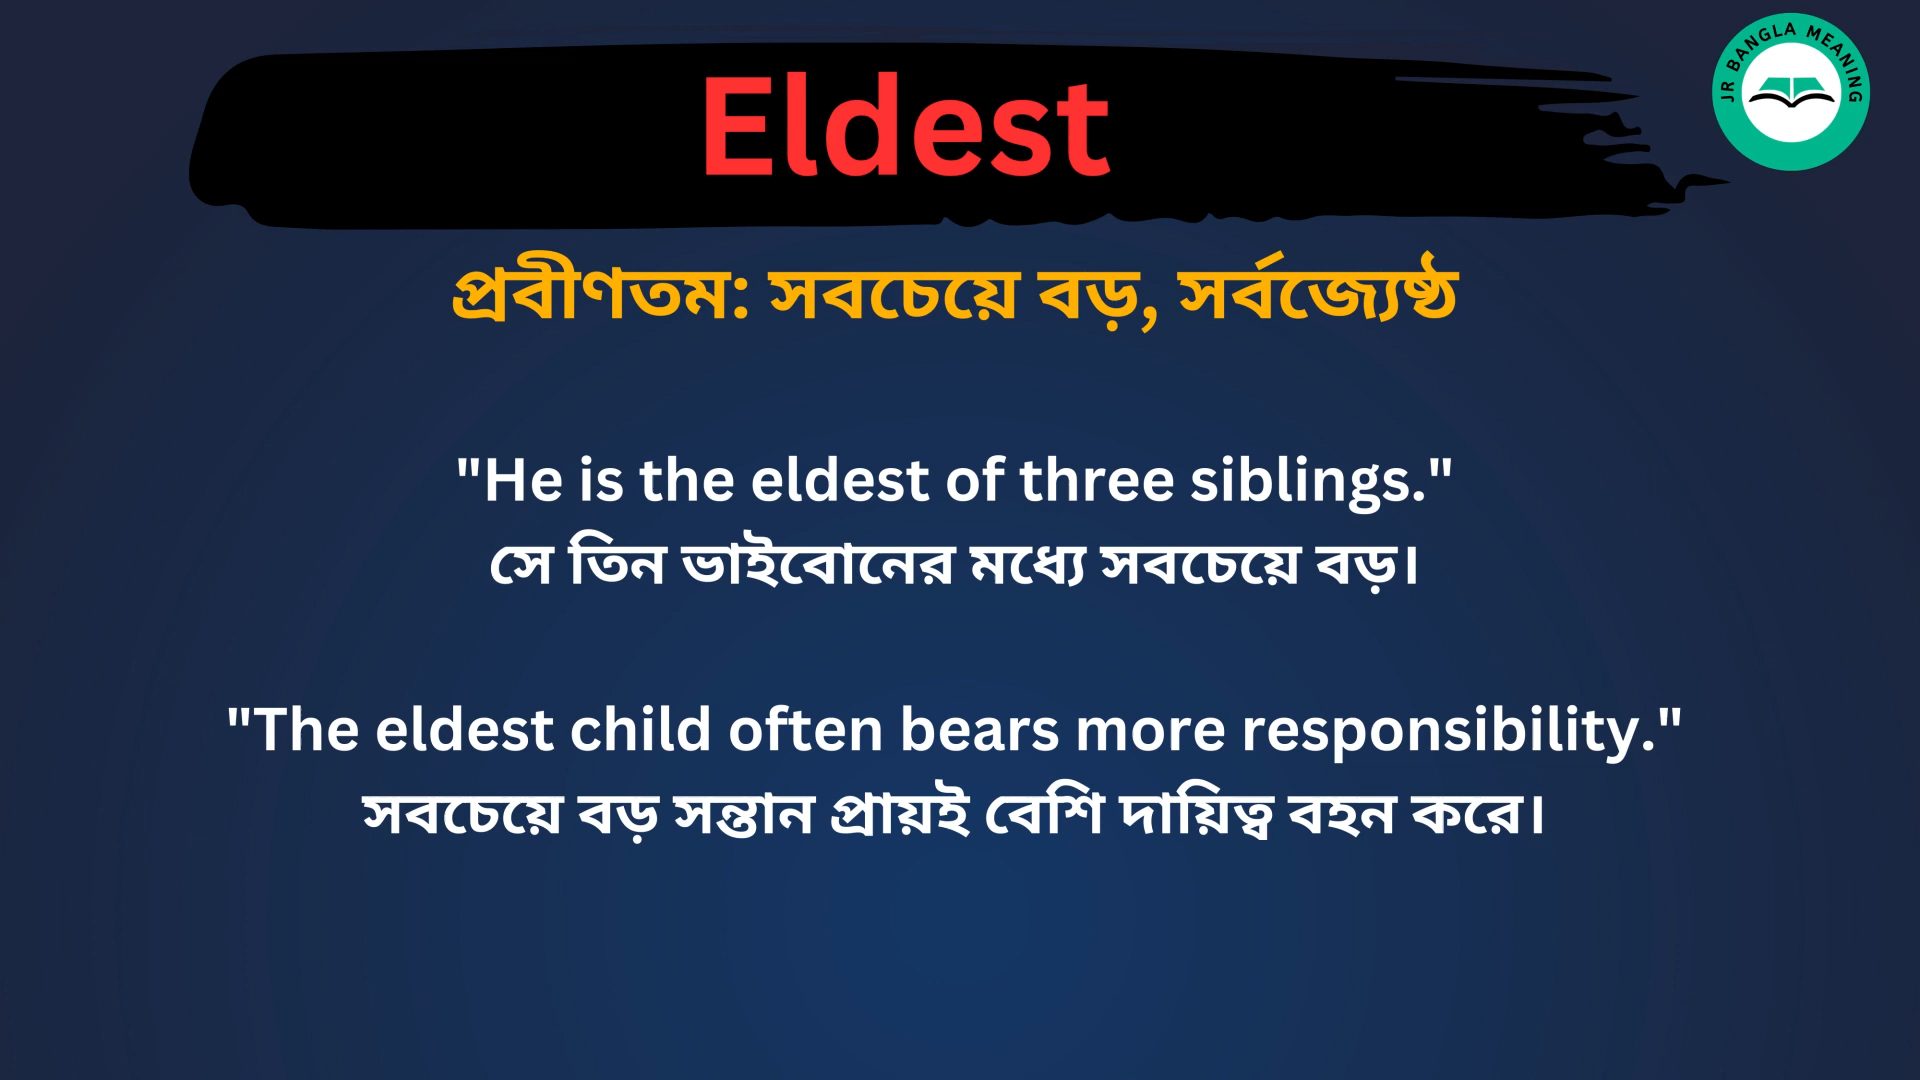 JR BANGLA MEANING
Eldest
প্রবীণতম: সবচেয়ে বড়, সর্বজ্যেষ্ঠ
"He is the eldest of three siblings."
সে তিন ভাইবোনের মধ্যে সবচেয়ে বড়।
"The eldest child often bears more responsibility."
সবচেয়ে বড় সন্তান প্রায়ই বেশি দায়িত্ব বহন করে।